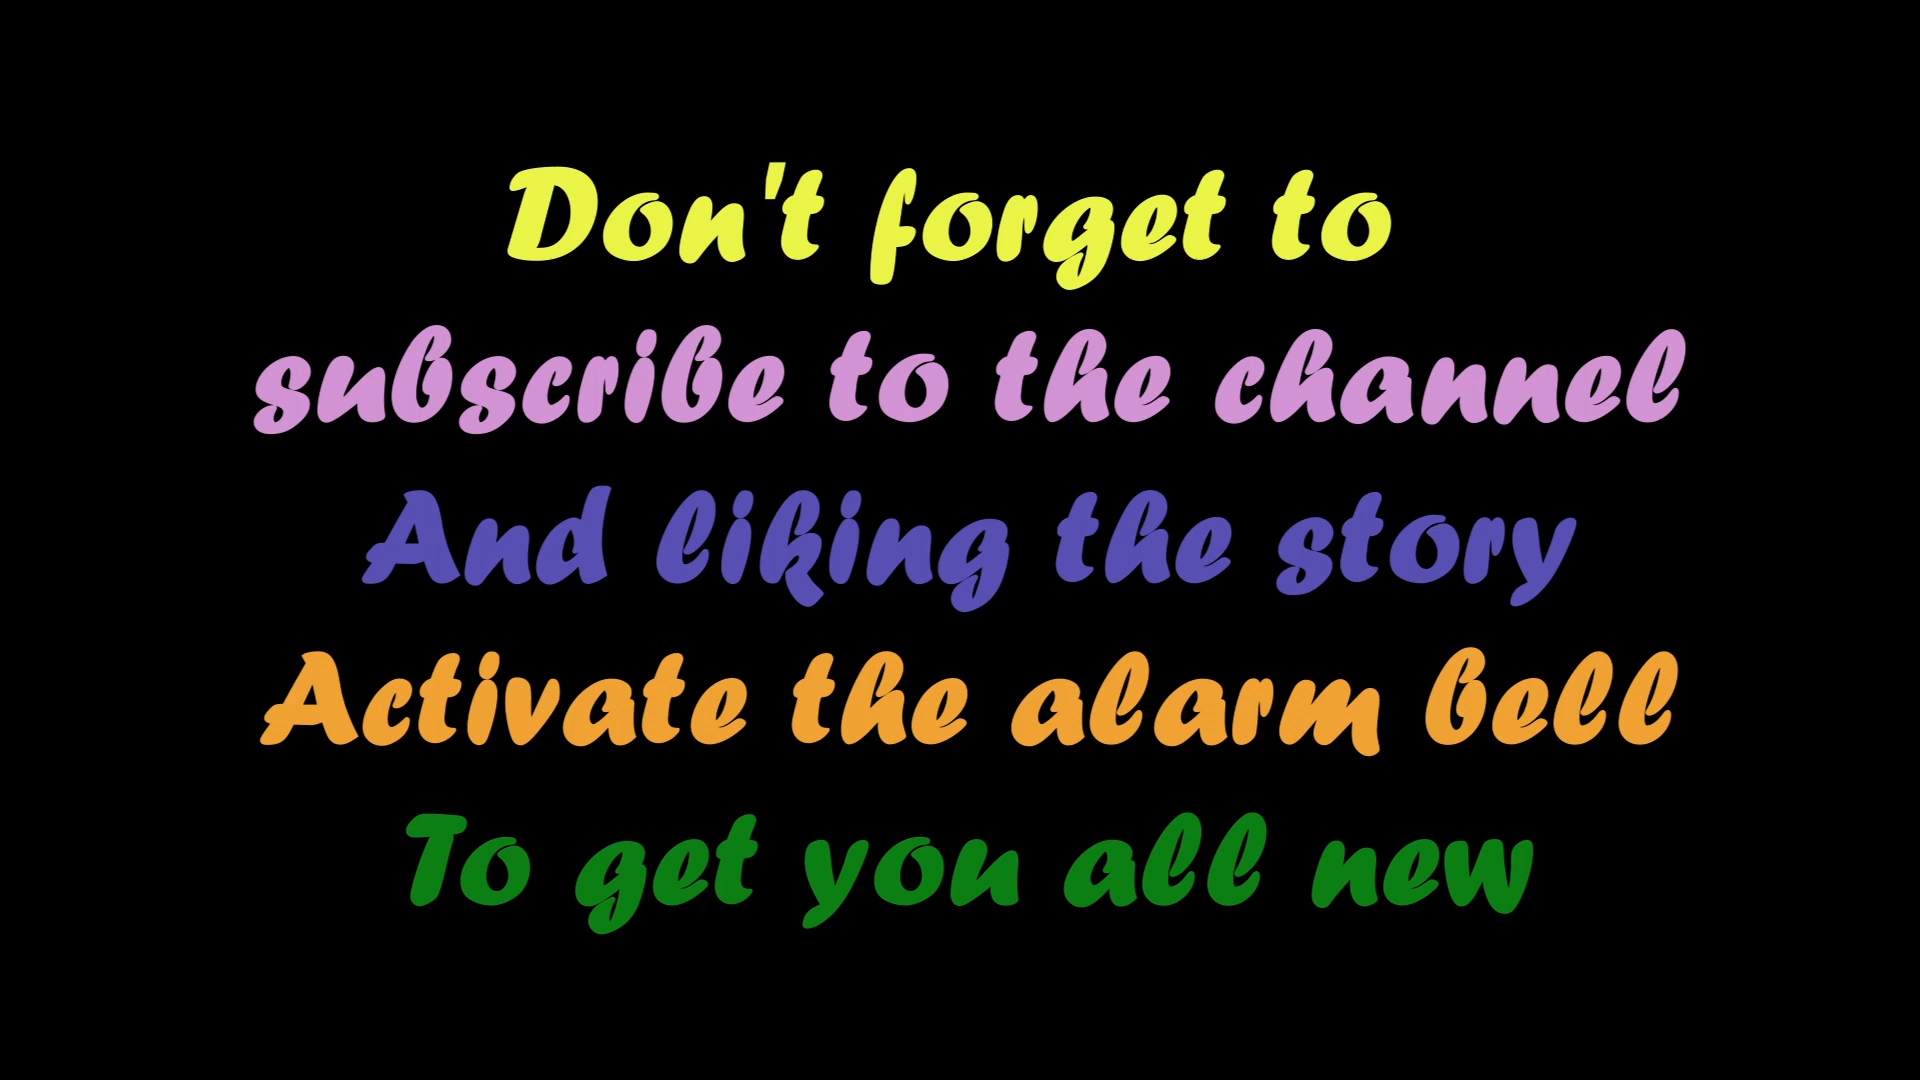 Don't forget to
subscribe to the channel
And liking the story
Activate the alarm bell
To get you all new